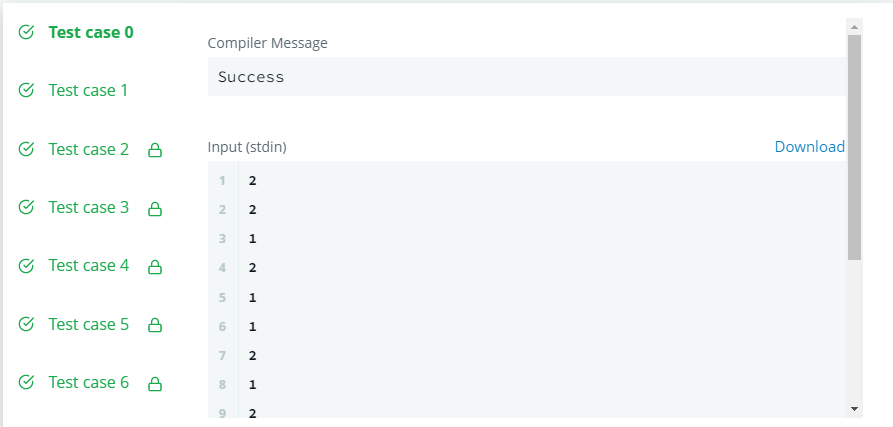 Test case 0
Test case 1
Test case 2
Test case 3
Test case 4
Test case 5
Test case 6
Compiler Message
Success
Input (stdin) Download
1 2
2 2
3 1
4 2
5 1
6 1
7 2
8 1
9 2